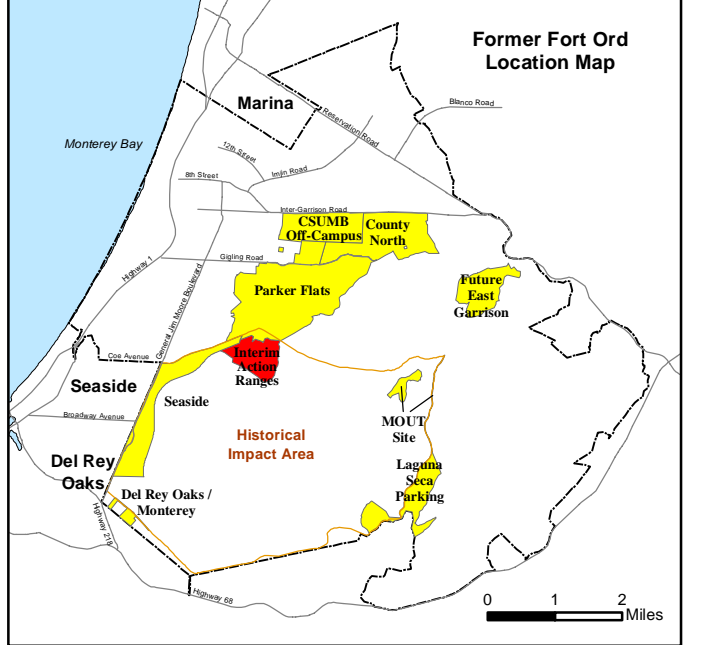 Former Fort Ord
Location Map
Marina
Blanco Road
Reservation Road
Monterey Bay
12th Street
Imjin Road
8th Street
Inter-Garrison Road
CSUMB
Off-Campus
County
North
Gigling Road
Highway 1
General Jim Moore Boulevard
Parker Flats
Future
East
Garrison
Coe Avenue
Interim
Action
Ranges
Seaside
Seaside
Broadway Avenue
MOUT
Site
Historical
Impact Area
Del Rey
Oaks
Laguna
Seca
Parking
Del Rey Oaks /
Monterey
Highway 218
Highway 68
0 1 2
Miles